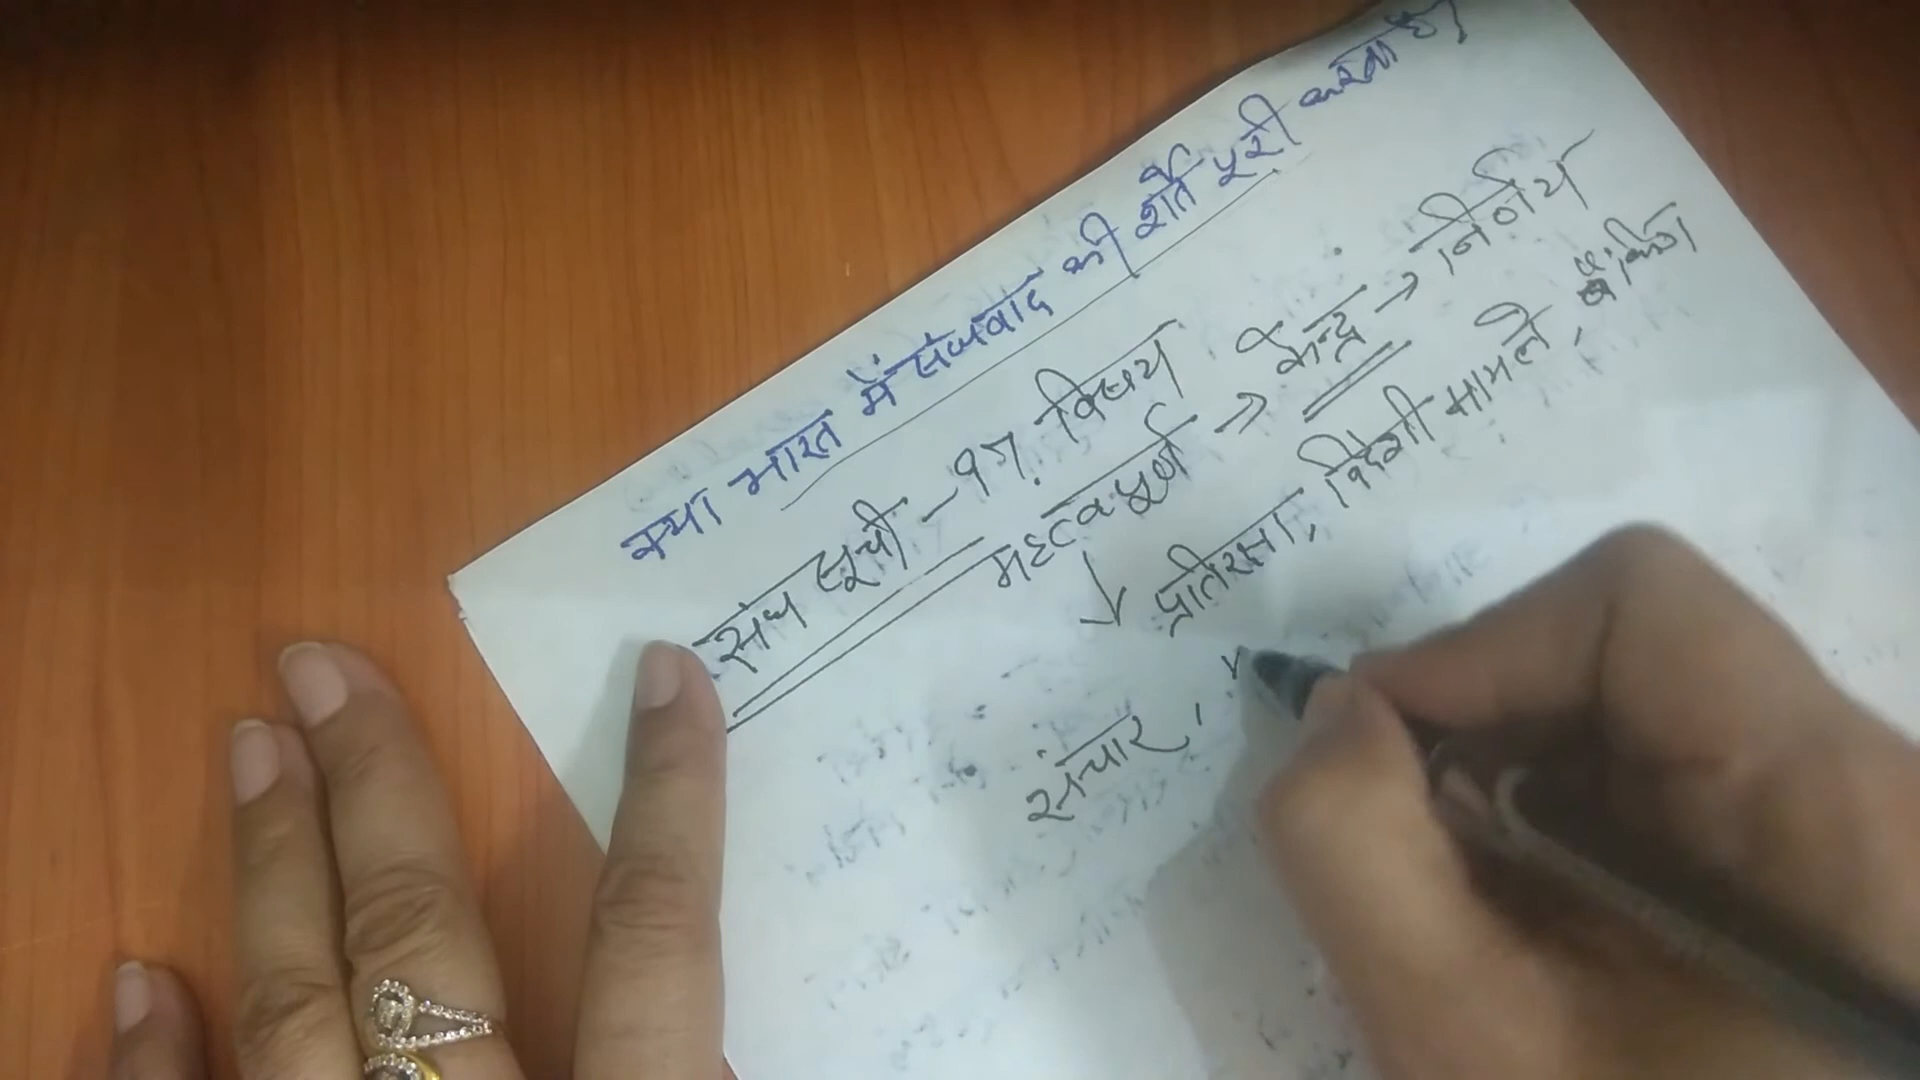 क्या भारत में संघवाद की शर्ते पूरी करता है
संघ सूची - 97. विषय
महत्वपूर्ण → केन्द्र → निर्णय
↓ प्रतिरक्षा, विदेशी मामले, बैंकिंग
संचार,